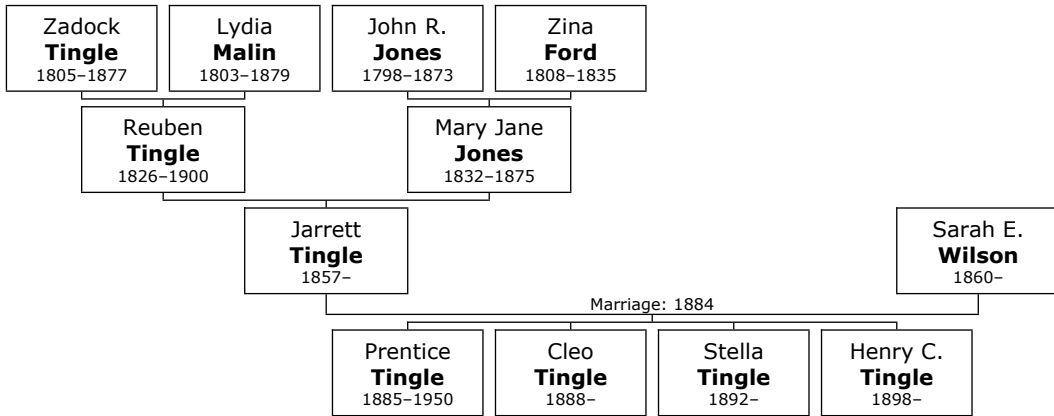 Zadock
Tingle
1805–1877
Lydia
Malin
1803–1879
John R.
Jones
1798–1873
Zina
Ford
1808–1835
Reuben
Tingle
1826–1900
Mary Jane
Jones
1832–1875
Jarrett
Tingle
1857–
Sarah E.
Wilson
1860–
Marriage: 1884
Prentice
Tingle
1885–1950
Cleo
Tingle
1888–
Stella
Tingle
1892–
Henry C.
Tingle
1898–